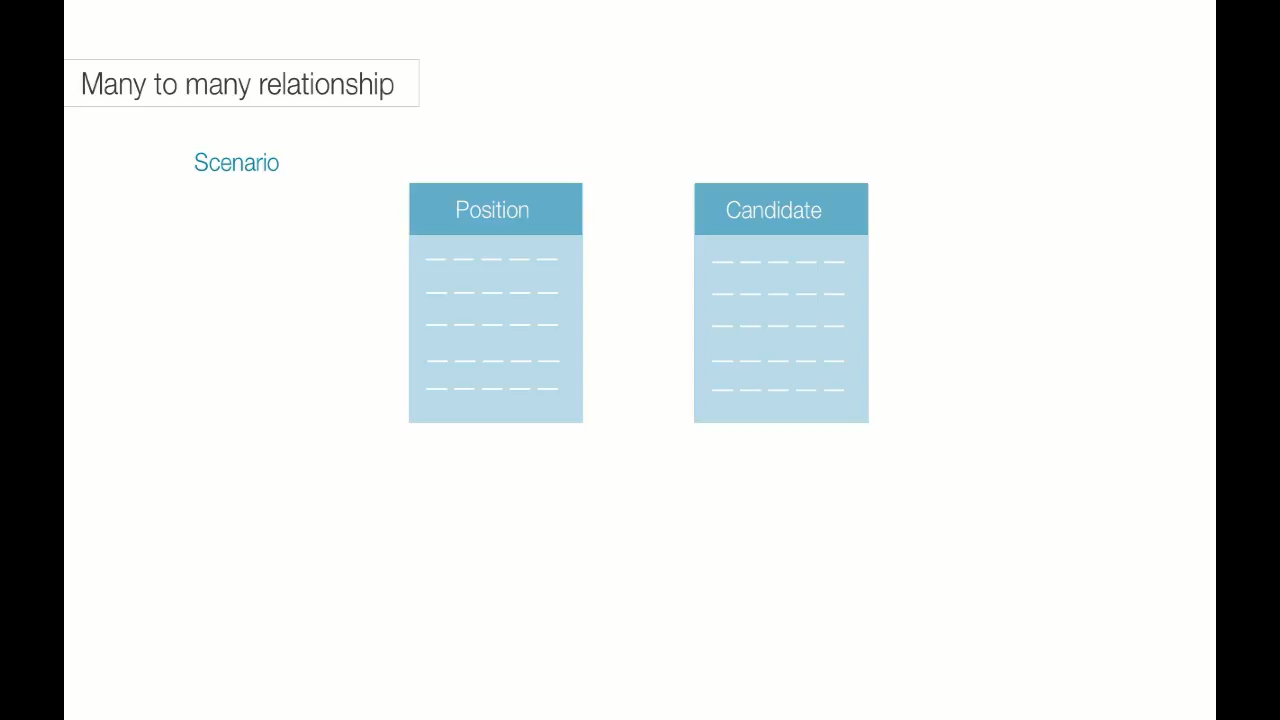 Many to many relationship
Scenario
Position
Candidate